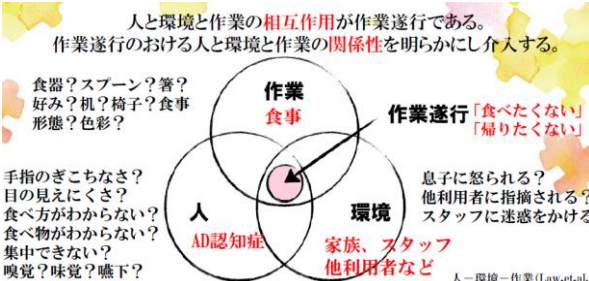 人と環境と作業の相互作用が作業遂行である。
作業遂行のおける人と環境と作業の関係性を明らかにし介入する。
食器？スプーン？箸？
好み？机？椅子？食事
形態？色彩？
作業
食事
作業遂行「食べたくない」
「帰りたくない」
手指のぎこちなさ？
目の見えにくさ？
食べ方がわからない？
食べ物がわからない？
集中できない？
嗅覚？味覚？嚥下？
人
AD認知症
環境
家族、スタッフ
他利用者など
息子に怒られる？
他利用者に指摘される？
スタッフに迷惑をかける
人－環境－作業(Law,et.al.